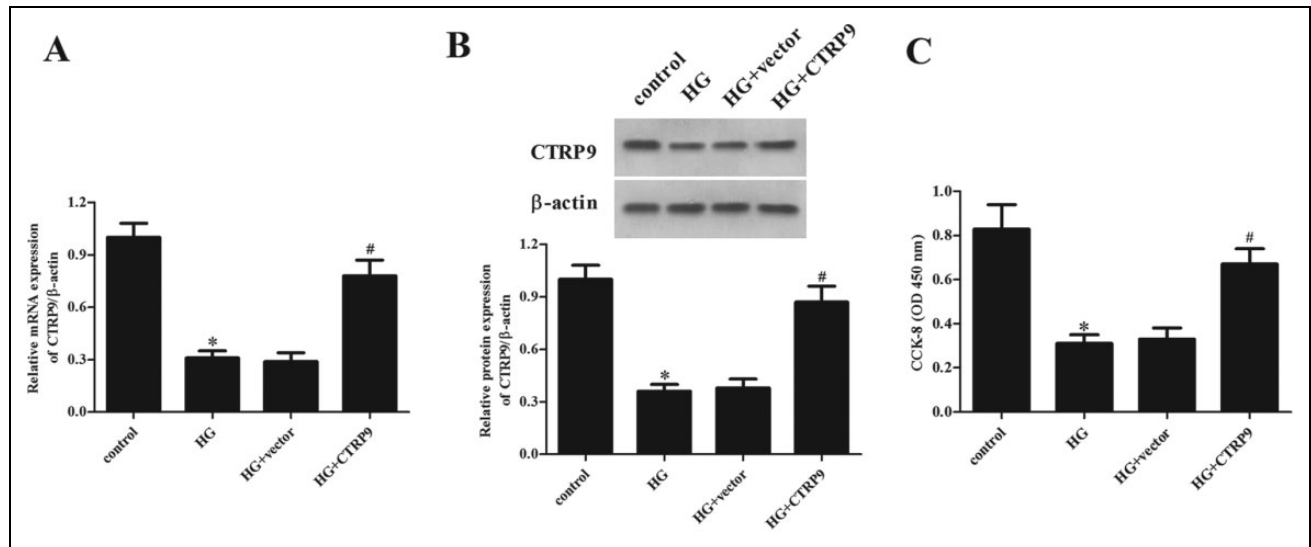 A
Relative mRNA expression
of CTRP9/β-actin
1.2
0.9
0.6
0.3
0.0
#
*
control
HG
HG+vector
HG+CTRP9
B
control
HG
HG+vector
HG+CTRP9
CTRP9
β-actin
Relative protein expression
of CTRP9/β-actin
1.2
0.9
0.6
0.3
0.0
#
*
control
HG
HG+vector
HG+CTRP9
C
CCK-8 (OD 450 nm)
1.0
0.8
0.6
0.4
0.2
0.0
#
*
control
HG
HG+vector
HG+CTRP9